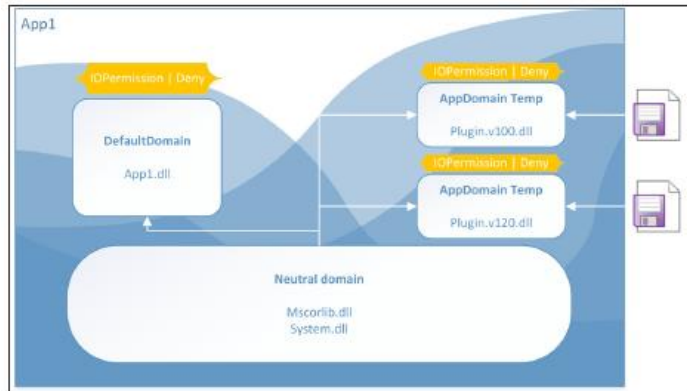 App1
IOPermission | Deny
DefaultDomain
App1.dll
IOPermission | Deny
AppDomain Temp
Plugin.v100.dll
IOPermission | Deny
AppDomain Temp
Plugin.v120.dll
Neutral domain
Mscorlib.dll
System.dll